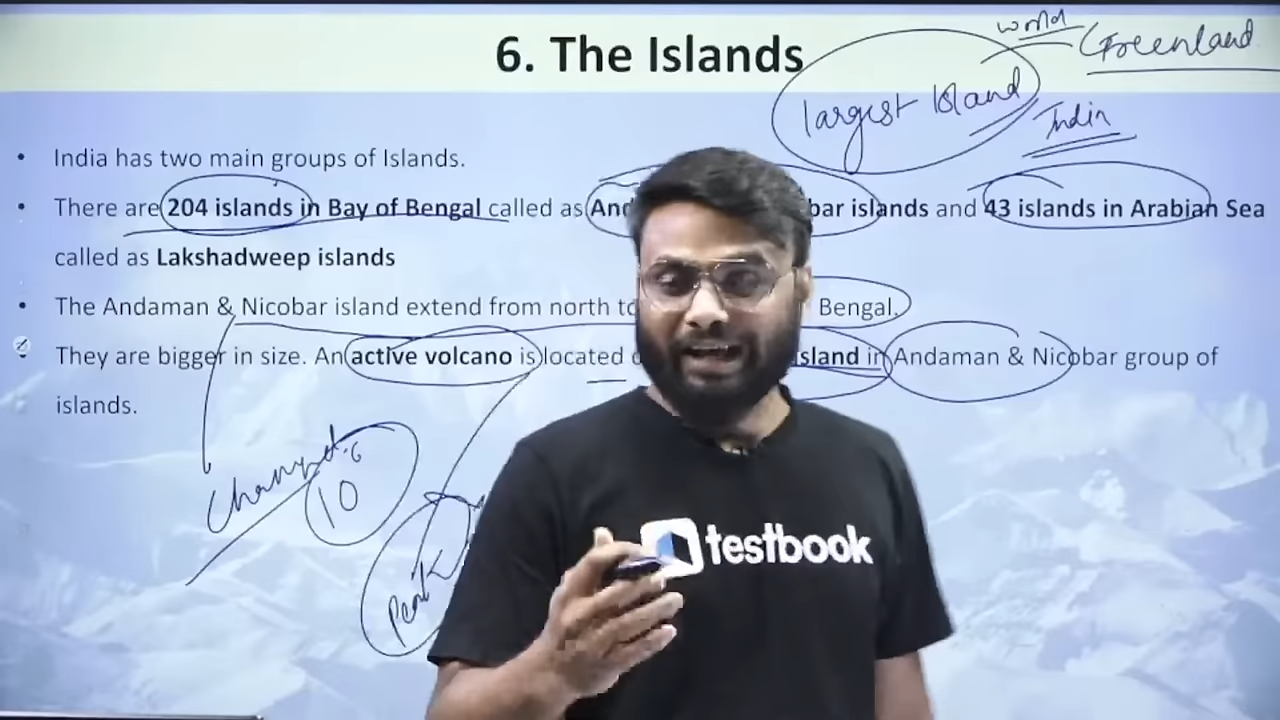 6. The Islands
world
Greenland
largest Island
India
• India has two main groups of Islands.
• There are 204 islands in Bay of Bengal called as islands and 43 islands in Arabian Sea
called as Lakshadweep islands
• The Andaman & Nicobar island extend from north to Bengal.
• They are bigger in size. An active volcano is located island in Andaman & Nicobar group of
islands.
10
testbook